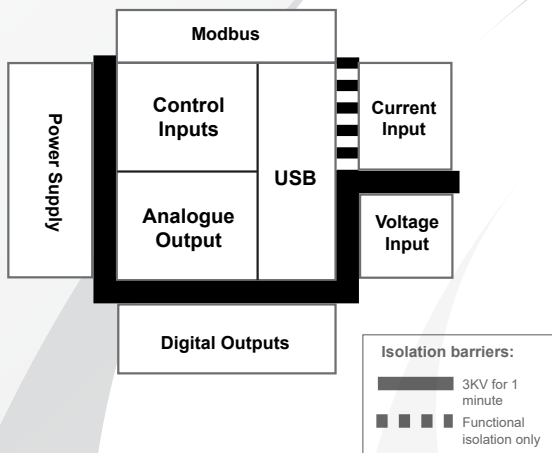 Modbus
Power Supply
Control
Inputs
USB
Current
Input
Analogue
Output
Voltage
Input
Digital Outputs
Isolation barriers:
3KV for 1
minute
Functional
isolation only